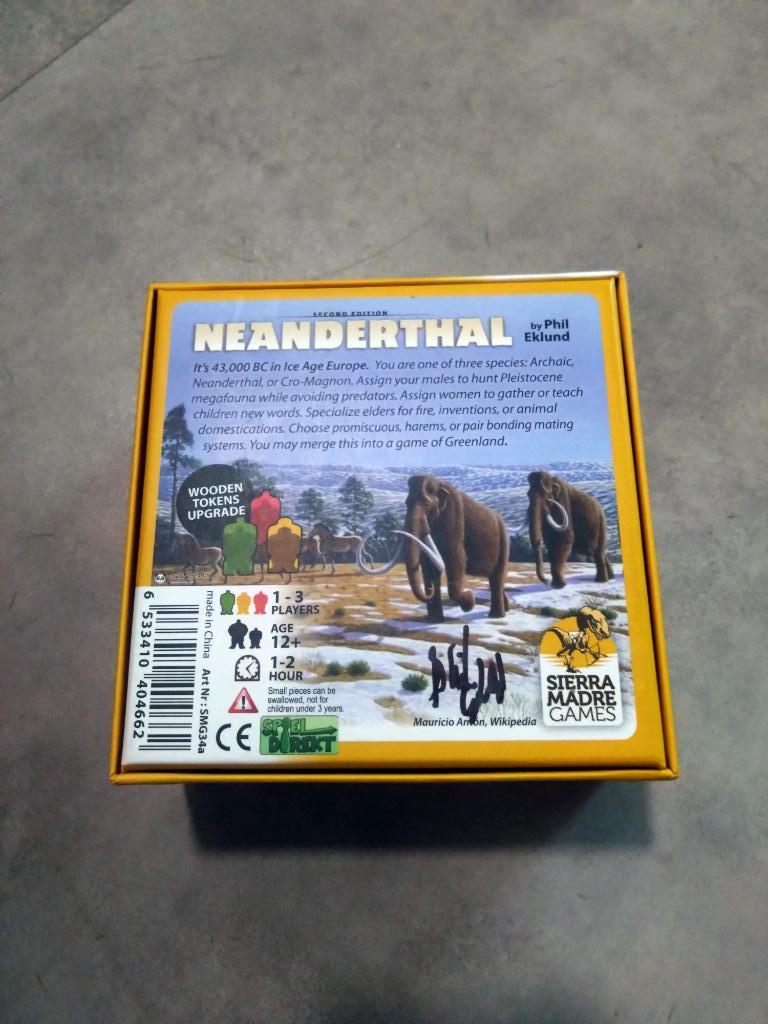 SECOND EDITION
NEANDERTHAL
by Phil
Eklund
It's 43,000 BC in Ice Age Europe. You are one of three species: Archaic,
Neanderthal, or Cro-Magnon. Assign your males to hunt Pleistocene
megafauna while avoiding predators. Assign women to gather or teach
children new words. Specialize elders for fire, inventions, or animal
domestications. Choose promiscuous, harems, or pair bonding mating
systems. You may merge this into a game of Greenland.
WOODEN
TOKENS
UPGRADE
1 - 3
PLAYERS
AGE
12+
1-2
HOUR
Small pieces can be
swallowed, not for
children under 3 years.
CE
SPIEL
DIREKT
6 533410 404662
made in China
Art Nr: SMG34a
Mauricio Antón, Wikipedia
SIERRA
MADRE
GAMES